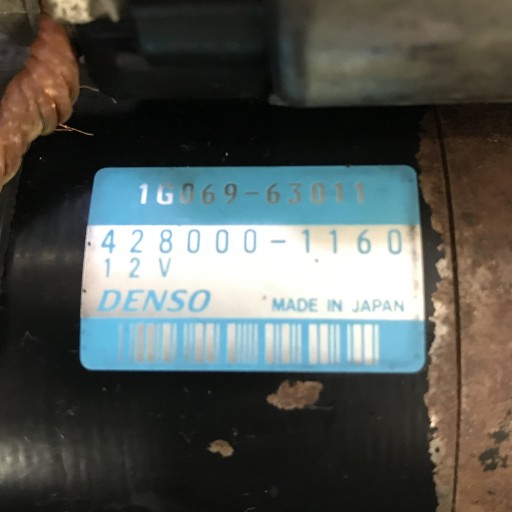 1G069-63011
428000-1160
12V
DENSO MADE IN JAPAN